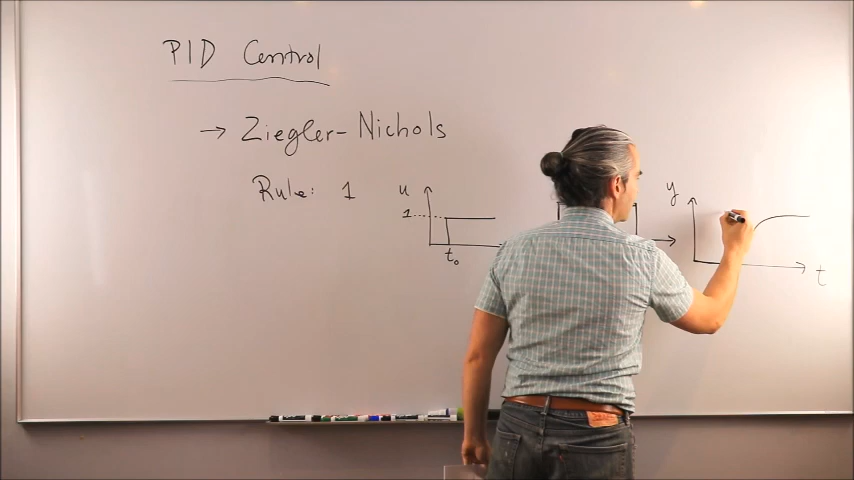 PID Control
→ Ziegler-Nichols
Rule: 1
u
1
t₀
y
t